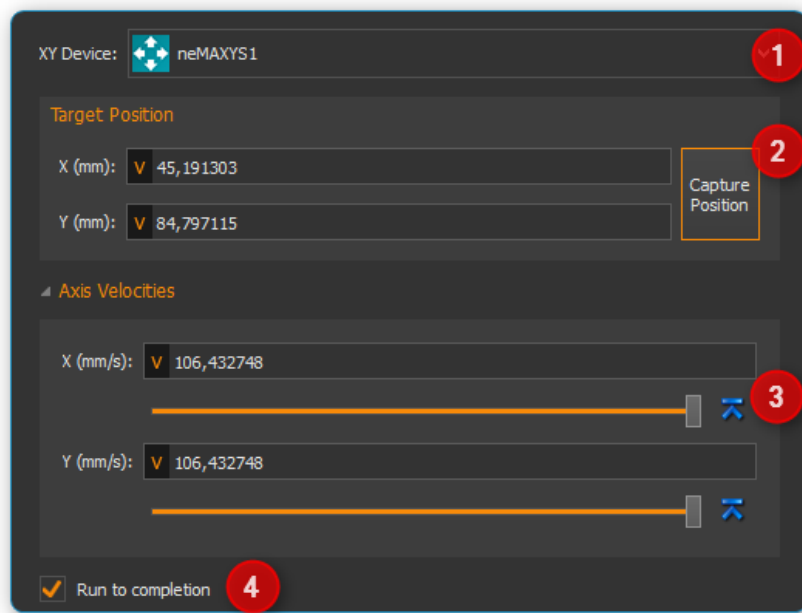 XY Device: neMAXYS1
1
Target Position
2
X (mm): V 45,191303
Capture
Position
Y (mm): V 84,797115
Axis Velocities
X (mm/s): V 106,432748
3
Y (mm/s): V 106,432748
Run to completion 4